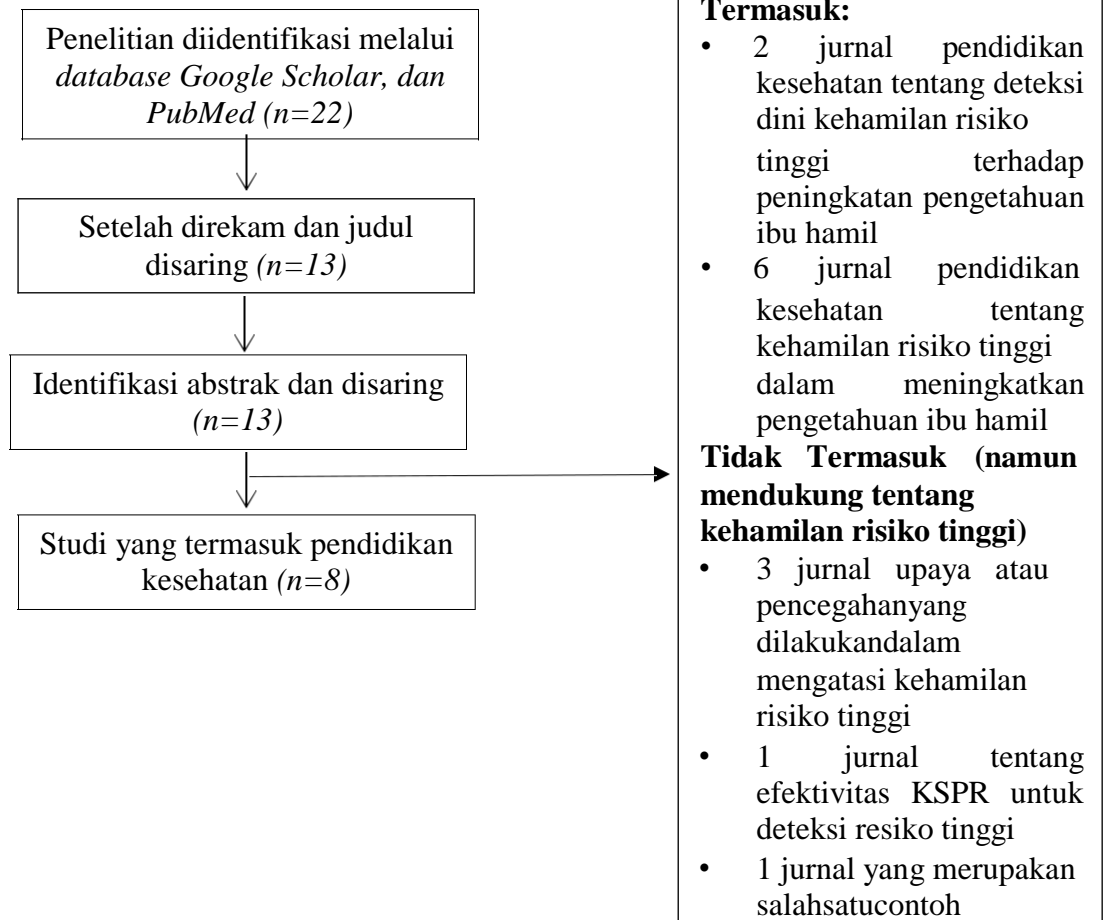 Penelitian diidentifikasi melalui
database Google Scholar, dan
PubMed (n=22)
Setelah direkam dan judul
disaring (n=13)
Identifikasi abstrak dan disaring
(n=13)
Studi yang termasuk pendidikan
kesehatan (n=8)
Termasuk:
• 2 jurnal pendidikan
kesehatan tentang deteksi
dini kehamilan risiko
tinggi terhadap
peningkatan pengetahuan
ibu hamil
• 6 jurnal pendidikan
kesehatan tentang
kehamilan risiko tinggi
dalam meningkatkan
pengetahuan ibu hamil
Tidak Termasuk (namun
mendukung tentang
kehamilan risiko tinggi)
• 3 jurnal upaya atau
pencegahanyang
dilakukandalam
mengatasi kehamilan
risiko tinggi
• 1 jurnal tentang
efektivitas KSPR untuk
deteksi resiko tinggi
• 1 jurnal yang merupakan
salahsatucontoh